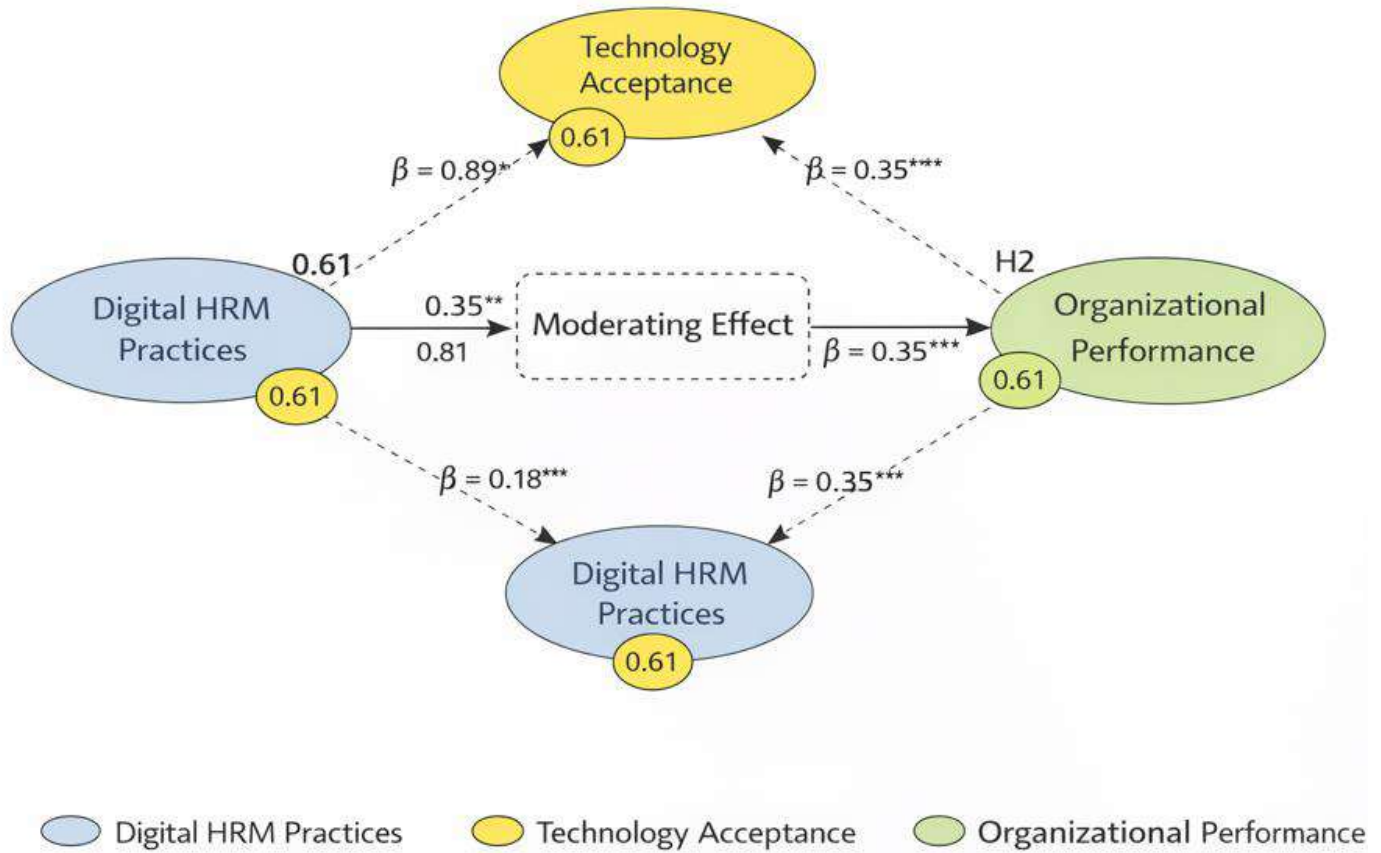 Technology
Acceptance
0.61
β = 0.89*
β = 0.35****
0.61
H2
Digital HRM
Practices
0.61
0.35**
0.81
Moderating Effect
β = 0.35***
Organizational
Performance
0.61
β = 0.18***
β = 0.35***
Digital HRM
Practices
0.61
Digital HRM Practices
Technology Acceptance
Organizational Performance